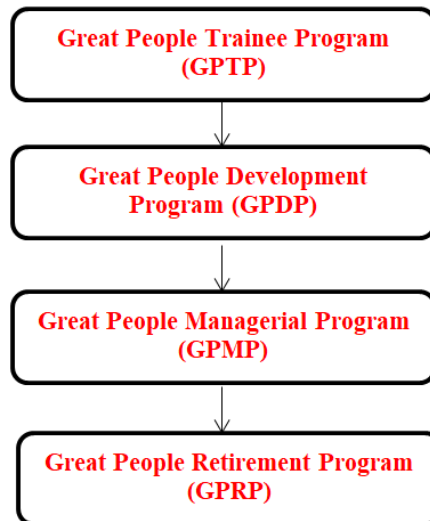 Great People Trainee Program
(GPTP)
Great People Development
Program (GPDP)
Great People Managerial Program
(GPMP)
Great People Retirement Program
(GPRP)